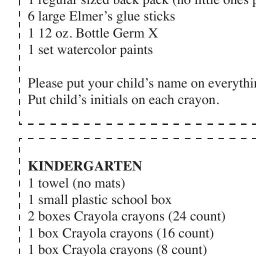 1 regular sized back pack (no little ones
6 large Elmer's glue sticks
1 12 oz. Bottle Germ X
1 set watercolor paints
Please put your child's name on
Put child's initials on each crayon.
KINDERGARTEN
1 towel (no mats)
1 small plastic school box
2 boxes Crayola crayons (24 count)
1 box Crayola crayons (16 count)
1 box Crayola crayons (8 count)